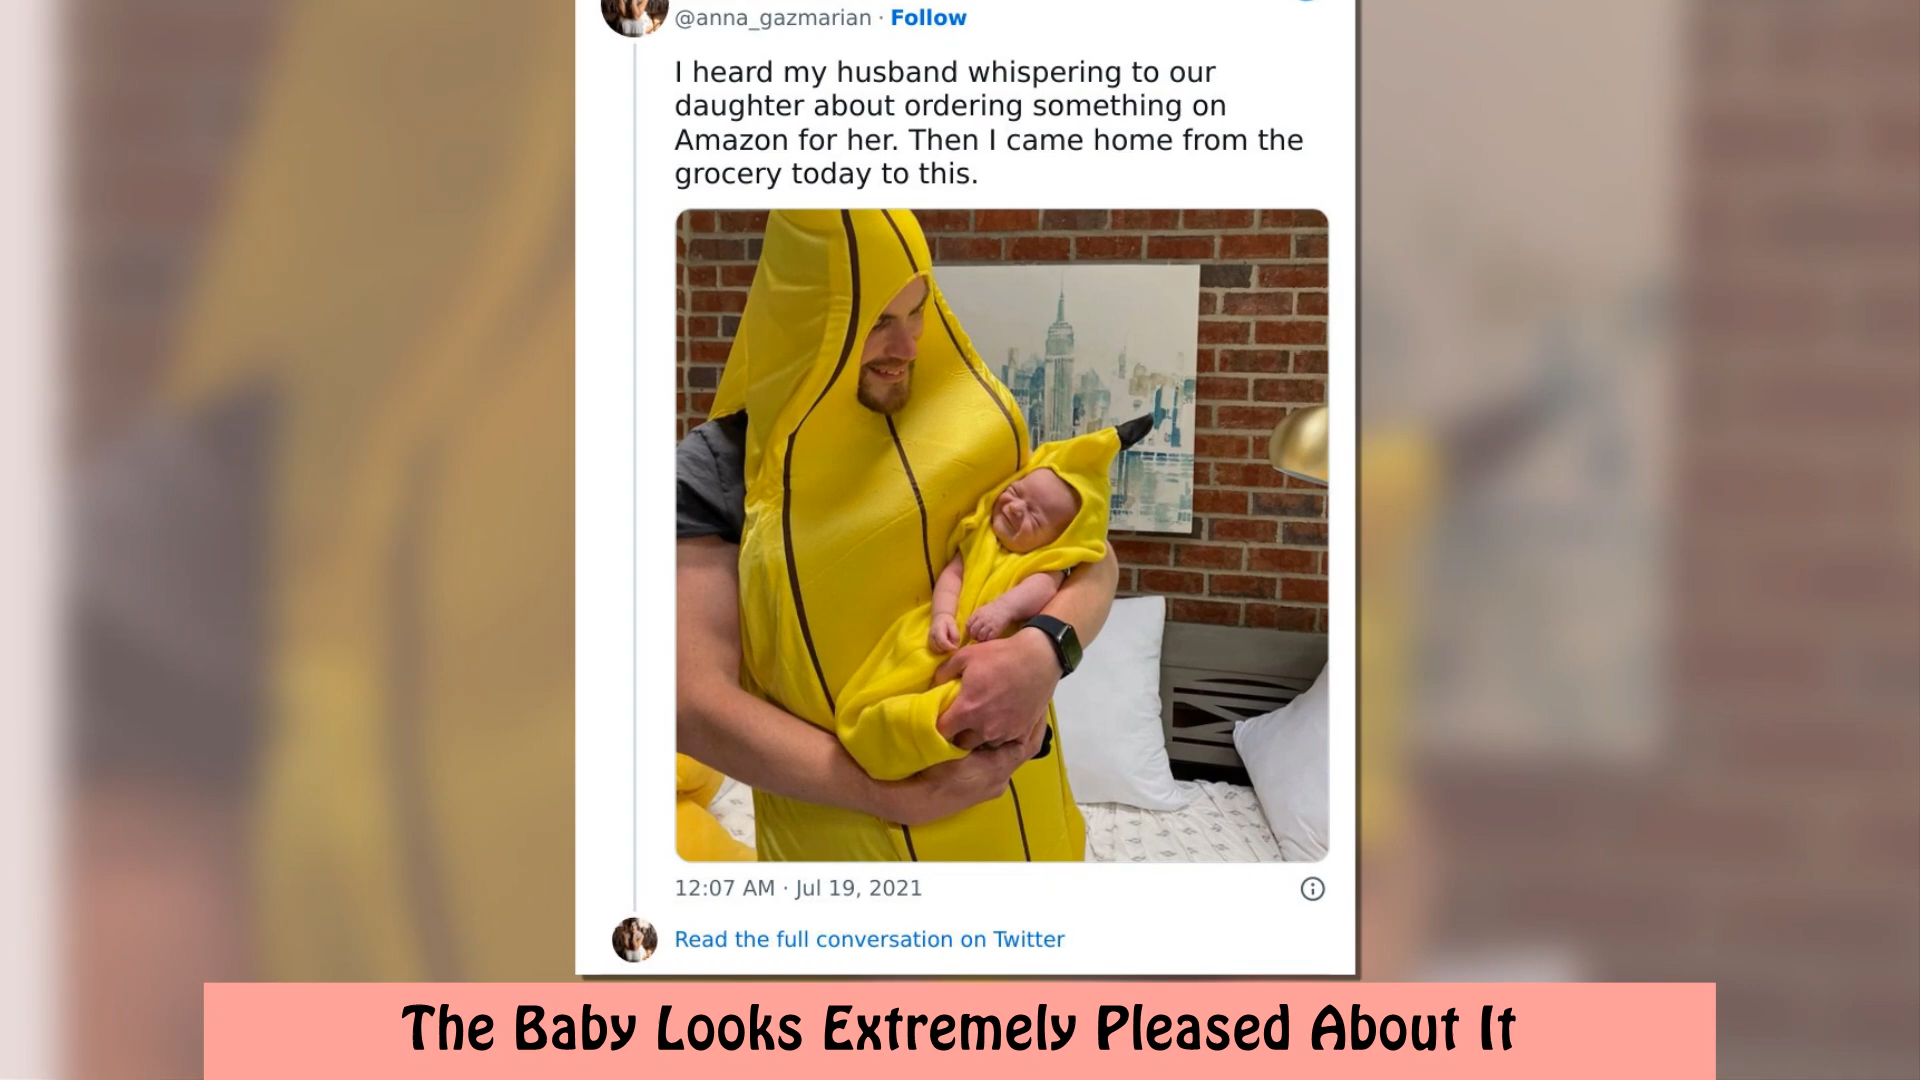 @anna_gazmarian · Follow
I heard my husband whispering to our
daughter about ordering something on
Amazon for her. Then I came home from the
grocery today to this.
12:07 AM · Jul 19, 2021
Read the full conversation on Twitter
The Baby Looks Extremely Pleased About It